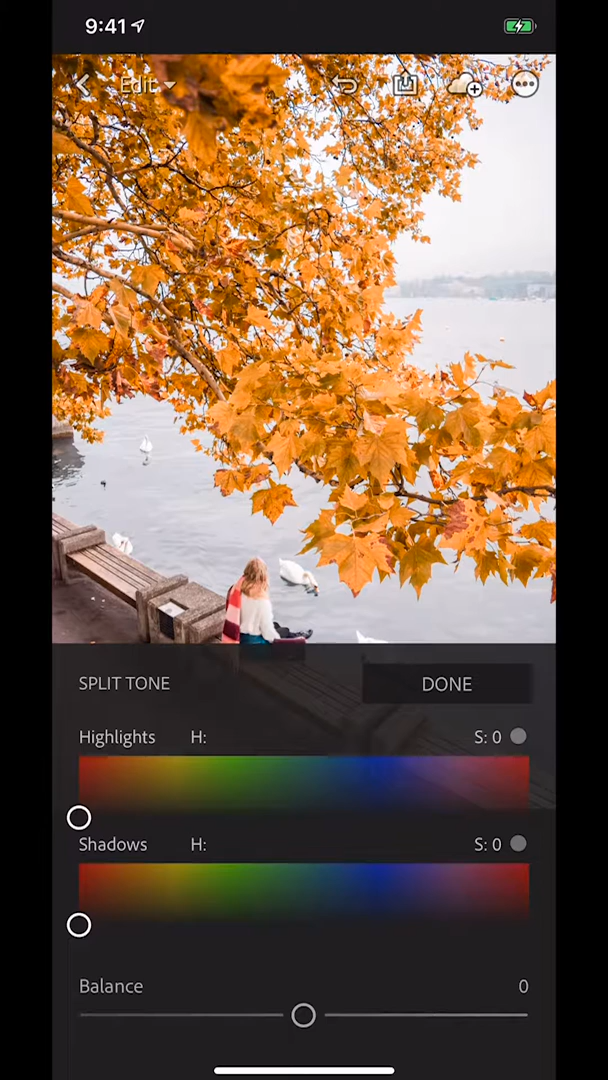 9:41
Edit
SPLIT TONE
DONE
Highlights H: S: 0
Shadows H: S: 0
Balance 0